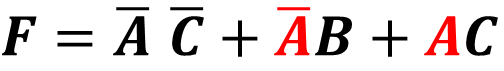 F = A̅ C̅ + A̅B + AC